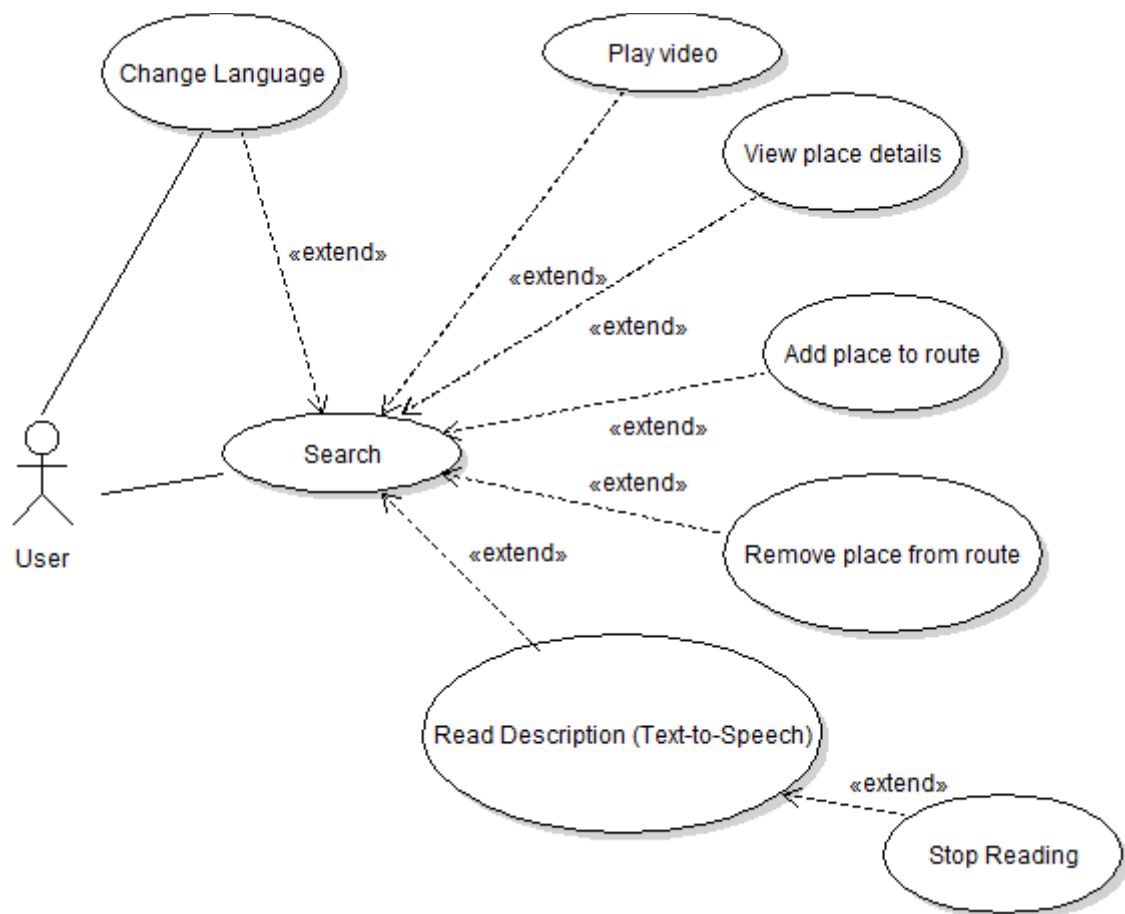 Play video
Change Language
View place details
«extend»
«extend»
«extend»
Add place to route
«extend»
Search
«extend»
User
«extend»
Remove place from route
Read Description (Text-to-Speech)
«extend»
Stop Reading